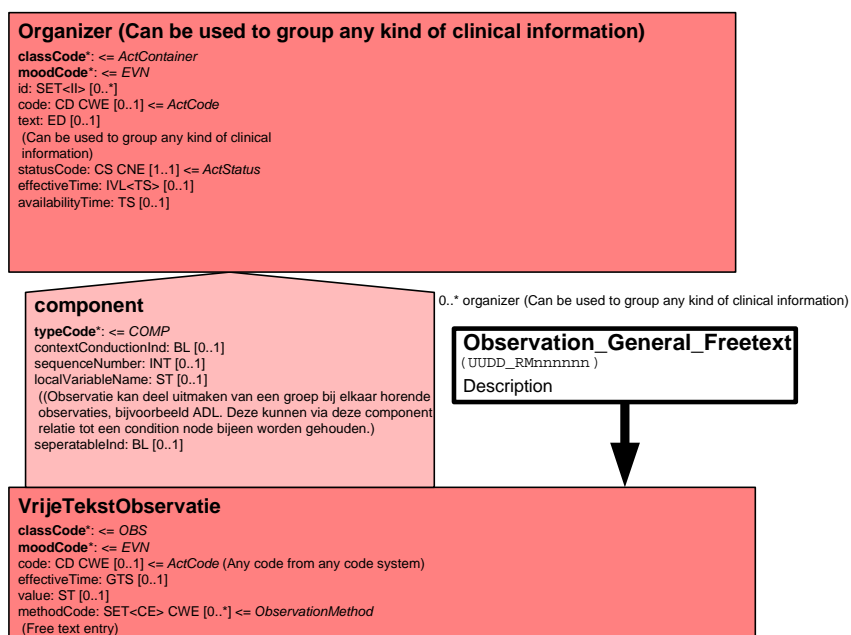 Organizer (Can be used to group any kind of clinical information)
classCode*: <= ActContainer
moodCode*: <= EVN
id: SET<II> [0..*]
code: CD CWE [0..1] <= ActCode
text: ED [0..1]
(Can be used to group any kind of clinical
information)
statusCode: CS CNE [1..1] <= ActStatus
effectiveTime: IVL<TS> [0..1]
availabilityTime: TS [0..1]
component
typeCode*: <= COMP
contextConductionInd: BL [0..1]
sequenceNumber: INT [0..1]
localVariableName: ST [0..1]
((Observatie kan deel uitmaken van een groep bij elkaar horende
observaties, bijvoorbeeld ADL. Deze kunnen via deze component
relatie tot een condition node bijeen worden gehouden.)
seperatableInd: BL [0..1]
0..* organizer (Can be used to group any kind of clinical information)
Observation_General_Freetext
(UUDD_RMnnnnnn)
Description
VrijeTekstObservatie
classCode*: <= OBS
moodCode*: <= EVN
code: CD CWE [0..1] <= ActCode (Any code from any code system)
effectiveTime: GTS [0..1]
value: ST [0..1]
methodCode: SET<CE> CWE [0..*] <= ObservationMethod
(Free text entry)